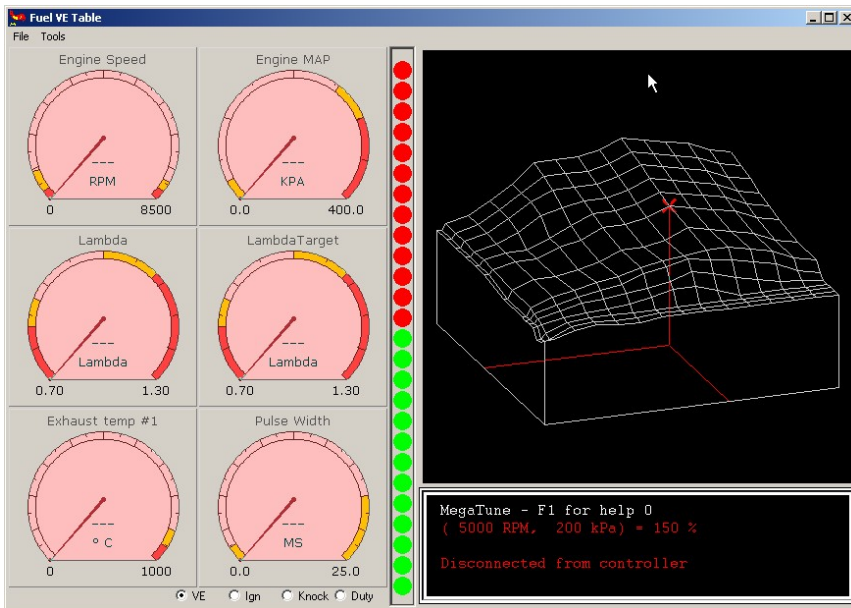 Fuel VE Table
File Tools
Engine Speed
---
RPM
0 8500
Engine MAP
---
KPA
0.0 400.0
Lambda
---
Lambda
0.70 1.30
LambdaTarget
---
Lambda
0.70 1.30
Exhaust temp #1
---
° C
0 1000
Pulse Width
---
MS
0.0 25.0
VE Ign Knock Duty
MegaTune - F1 for help 0
( 5000 RPM, 200 kPa) = 150 %
Disconnected from controller